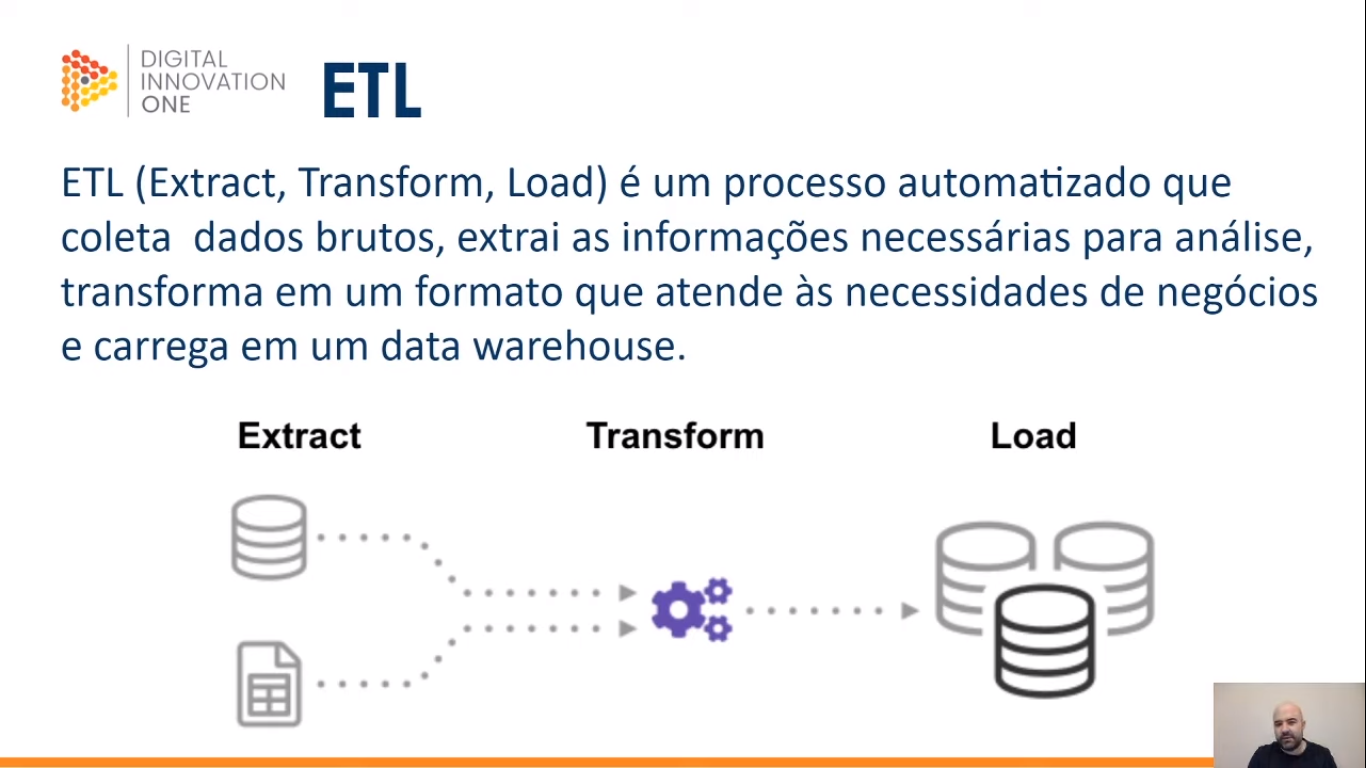 DIGITAL
INNOVATION
ONE
ETL
ETL (Extract, Transform, Load) é um processo automatizado que
coleta  dados brutos, extrai as informações necessárias para análise,
transforma em um formato que atende às necessidades de negócios
e carrega em um data warehouse.
Extract
Transform
Load